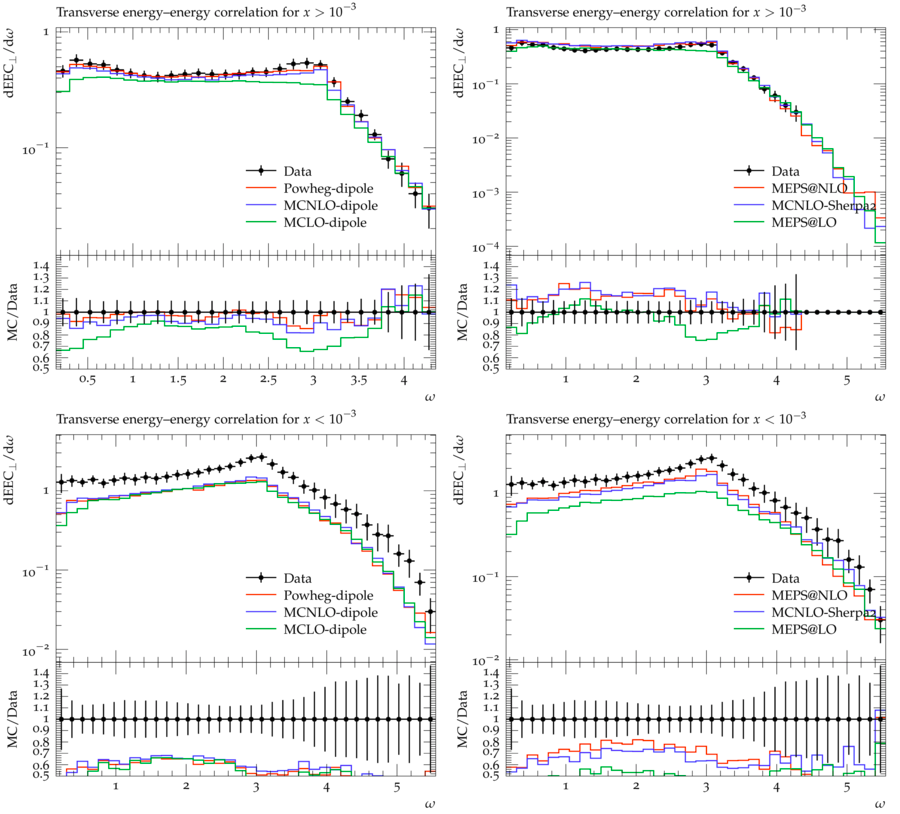 Transverse energy–energy correlation for x > 10⁻³
dEEC⊥/dω
1
10⁻¹
Data
Powheg-dipole
MCNLO-dipole
MCLO-dipole
MC/Data
1.4
1.3
1.2
1.1
1
0.9
0.8
0.7
0.6
0.5
0.5 1 1.5 2 2.5 3 3.5 4
ω
Transverse energy–energy correlation for x > 10⁻³
dEEC⊥/dω
1
10⁻¹
10⁻²
10⁻³
10⁻⁴
Data
MEPS@NLO
MCNLO-Sherpa2
MEPS@LO
MC/Data
1.4
1.3
1.2
1.1
1
0.9
0.8
0.7
0.6
0.5
1 2 3 4 5
ω
Transverse energy–energy correlation for x < 10⁻³
dEEC⊥/dω
1
10⁻¹
10⁻²
Data
Powheg-dipole
MCNLO-dipole
MCLO-dipole
MC/Data
1.4
1.3
1.2
1.1
1
0.9
0.8
0.7
0.6
0.5
1 2 3 4 5
ω
Transverse energy–energy correlation for x < 10⁻³
dEEC⊥/dω
1
10⁻¹
10⁻²
Data
MEPS@NLO
MCNLO-Sherpa2
MEPS@LO
MC/Data
1.4
1.3
1.2
1.1
1
0.9
0.8
0.7
0.6
0.5
1 2 3 4 5
ω